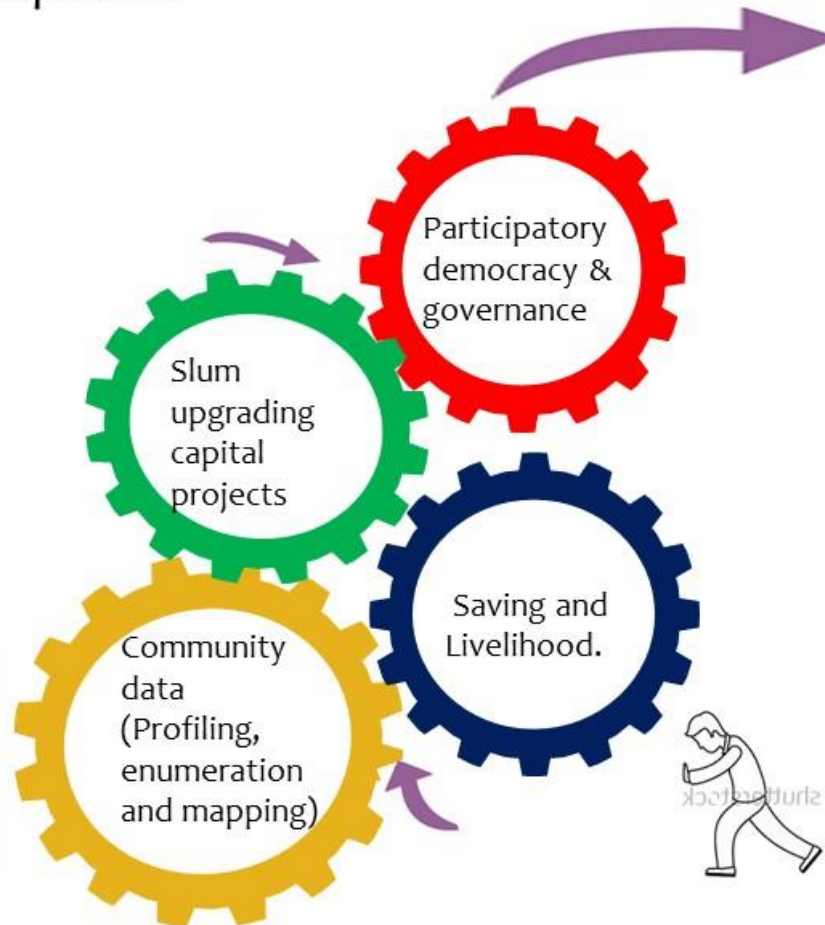 Participatory
democracy &
governance
Slum
upgrading
capital
projects
Saving and
Livelihood.
Community
data
(Profiling,
enumeration
and mapping)
shutterstock